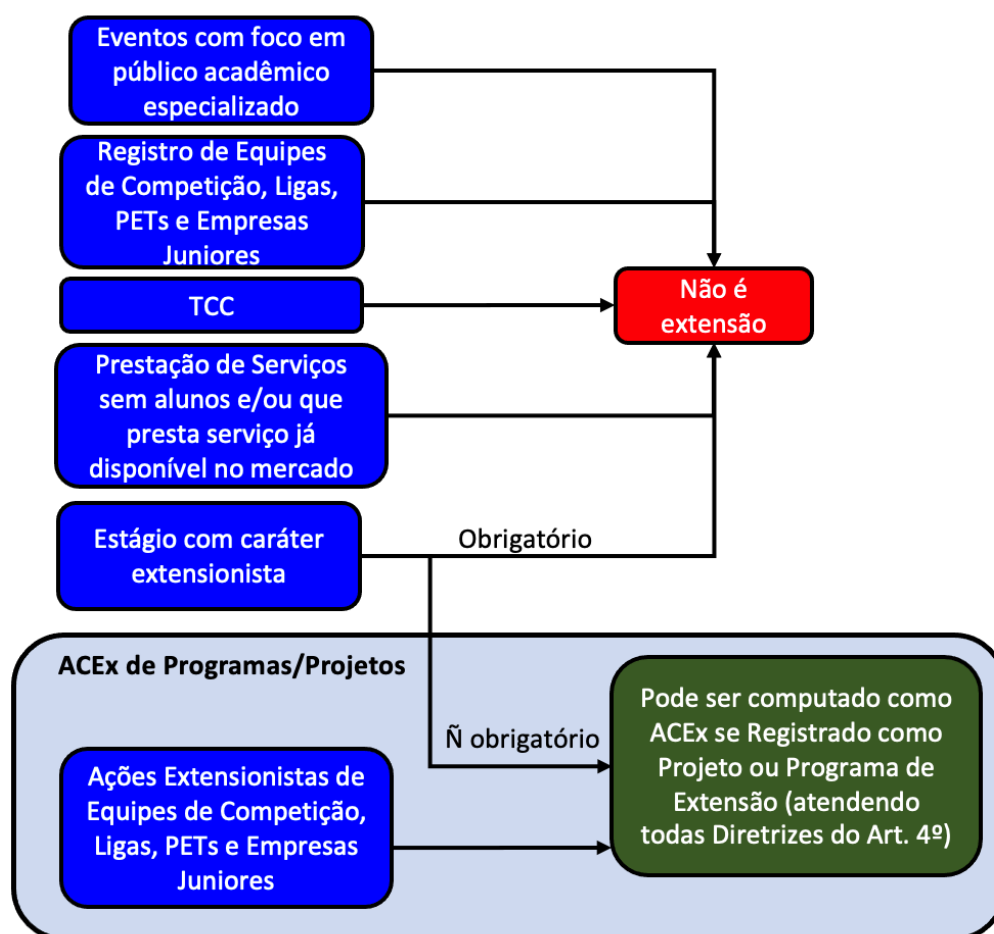 Eventos com foco em
público acadêmico
especializado
Registro de Equipes
de Competição, Ligas,
PETs e Empresas
Juniores
Não é
extensão
TCC
Prestação de Serviços
sem alunos e/ou que
presta serviço já
disponível no mercado
Estágio com caráter
extensionista
Obrigatório
ACEx de Programas/Projetos
Ñ obrigatório
Pode ser computado como
ACEx se Registrado como
Projeto ou Programa de
Extensão (atendendo
todas Diretrizes do Art. 4º)
Ações Extensionistas de
Equipes de Competição,
Ligas, PETs e Empresas
Juniores